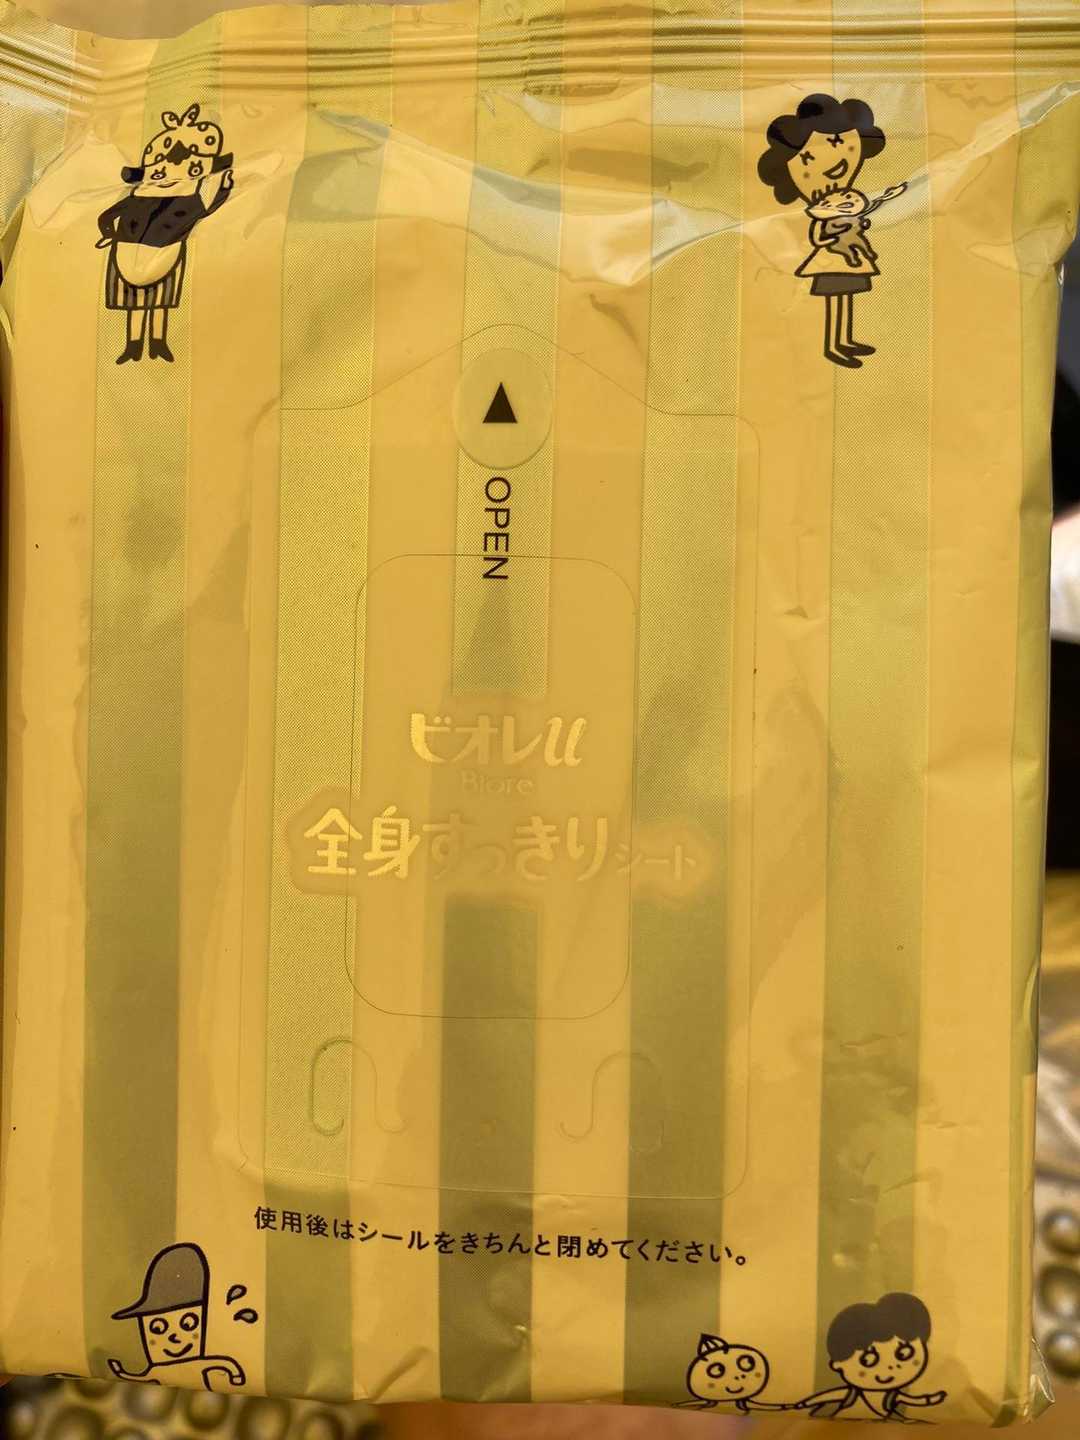 OPEN
ビオレu
Biore
全身すっきりシート
使用後はシールをきちんと閉めてください。